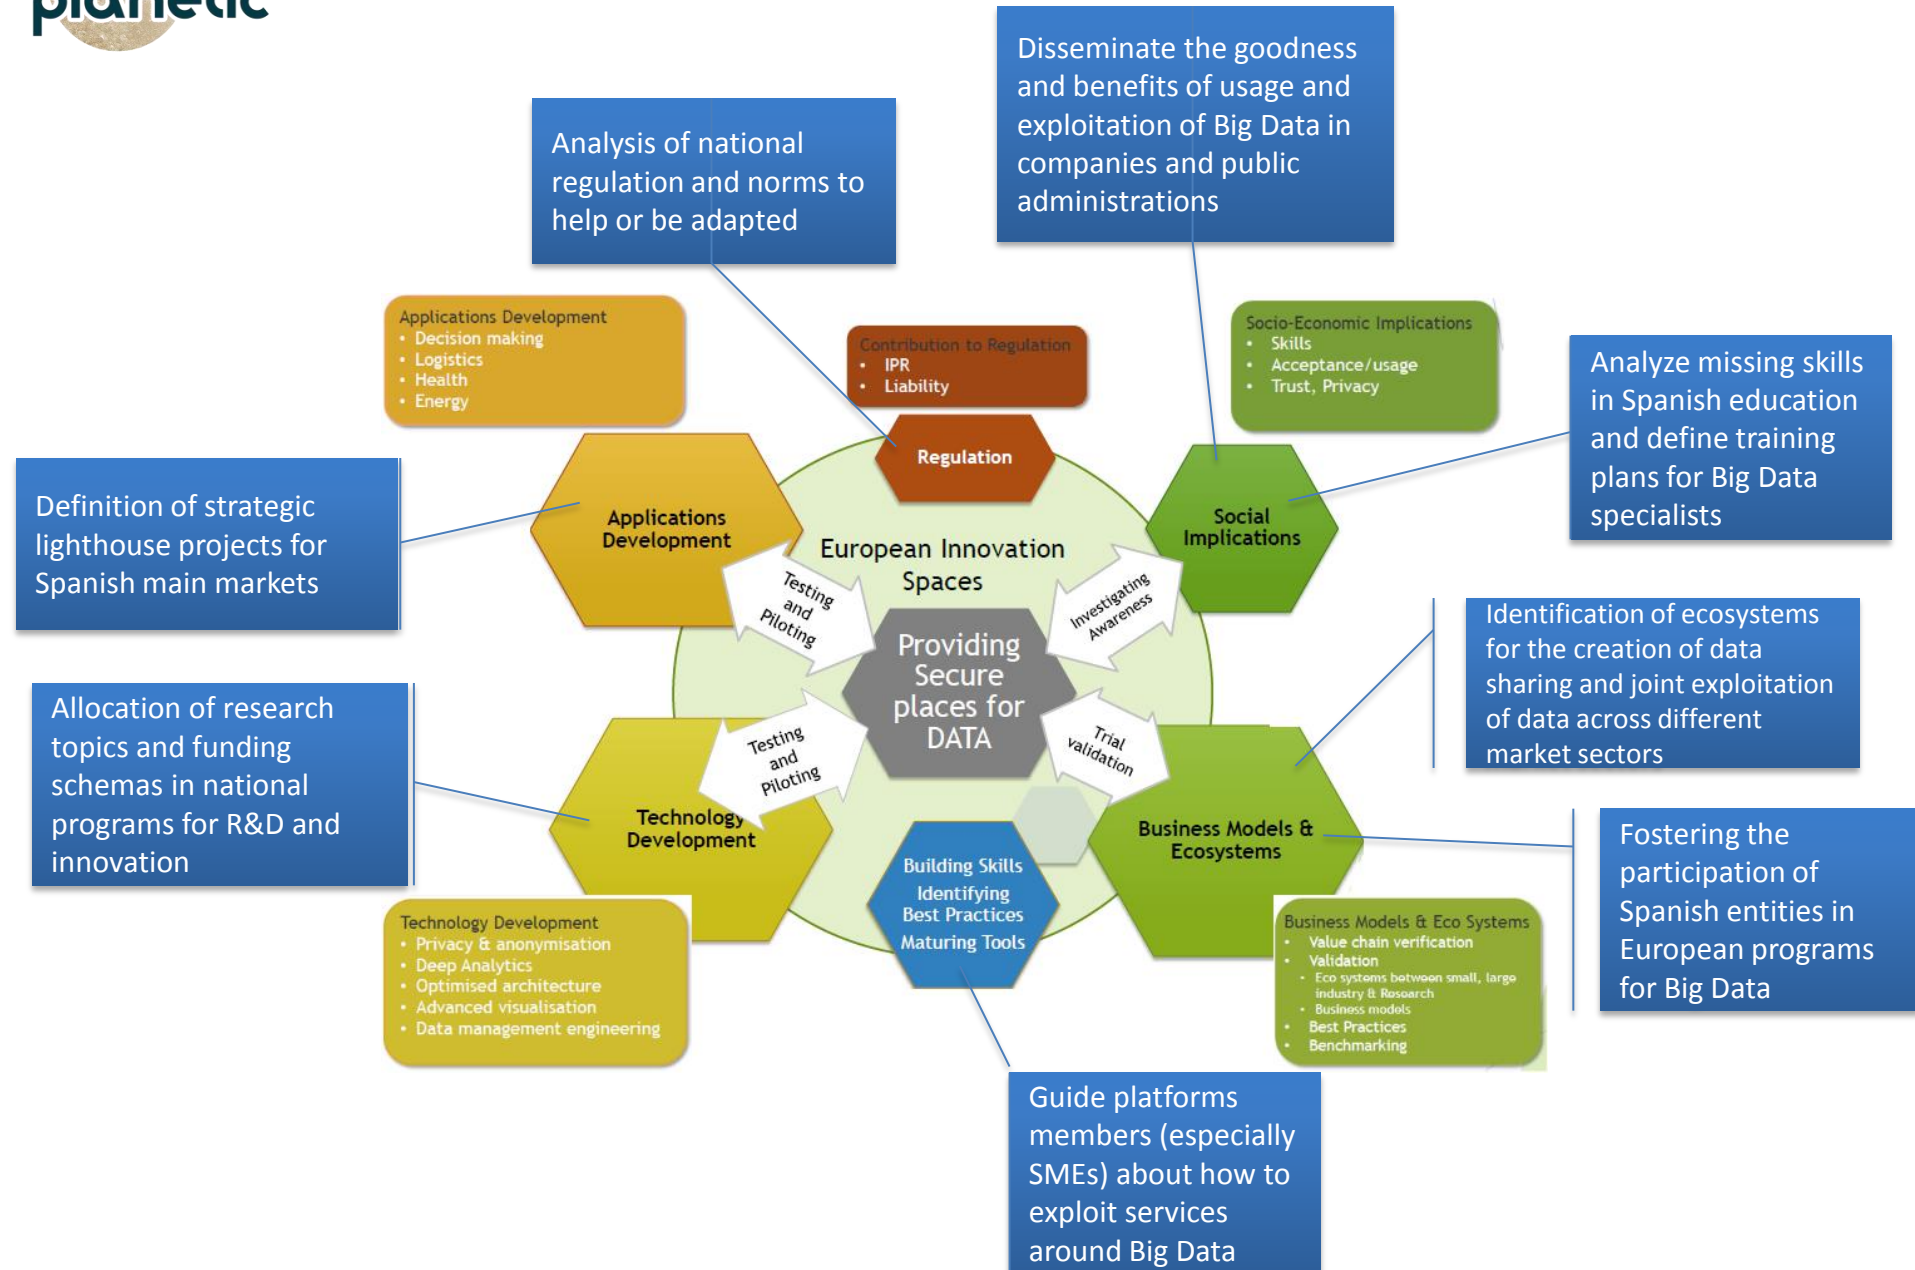 planetic
Disseminate the goodness
and benefits of usage and
exploitation of Big Data in
companies and public
administrations
Analysis of national
regulation and norms to
help or be adapted
Applications Development
• Decision making
• Logistics
• Health
• Energy
Contribution to Regulation
• IPR
• Liability
Socio-Economic Implications
• Skills
• Acceptance/usage
• Trust, Privacy
Analyze missing skills
in Spanish education
and define training
plans for Big Data
specialists
Regulation
Definition of strategic
lighthouse projects for
Spanish main markets
Applications
Development
Social
Implications
European Innovation
Spaces
Testing
and
Piloting
Investigating
Awareness
Providing
Secure
places for
DATA
Identification of ecosystems
for the creation of data
sharing and joint exploitation
of data across different
market sectors
Allocation of research
topics and funding
schemas in national
programs for R&D and
innovation
Testing
and
Piloting
Trial
validation
Technology
Development
Business Models &
Ecosystems
Building Skills
Identifying
Best Practices
Maturing Tools
Fostering the
participation of
Spanish entities in
European programs
for Big Data
Technology Development
• Privacy & anonymisation
• Deep Analytics
• Optimised architecture
• Advanced visualisation
• Data management engineering
Business Models & Eco Systems
• Value chain verification
• Validation
• Eco systems between small, large
industry & Research
• Business models
• Best Practices
• Benchmarking
Guide platforms
members (especially
SMEs) about how to
exploit services
around Big Data